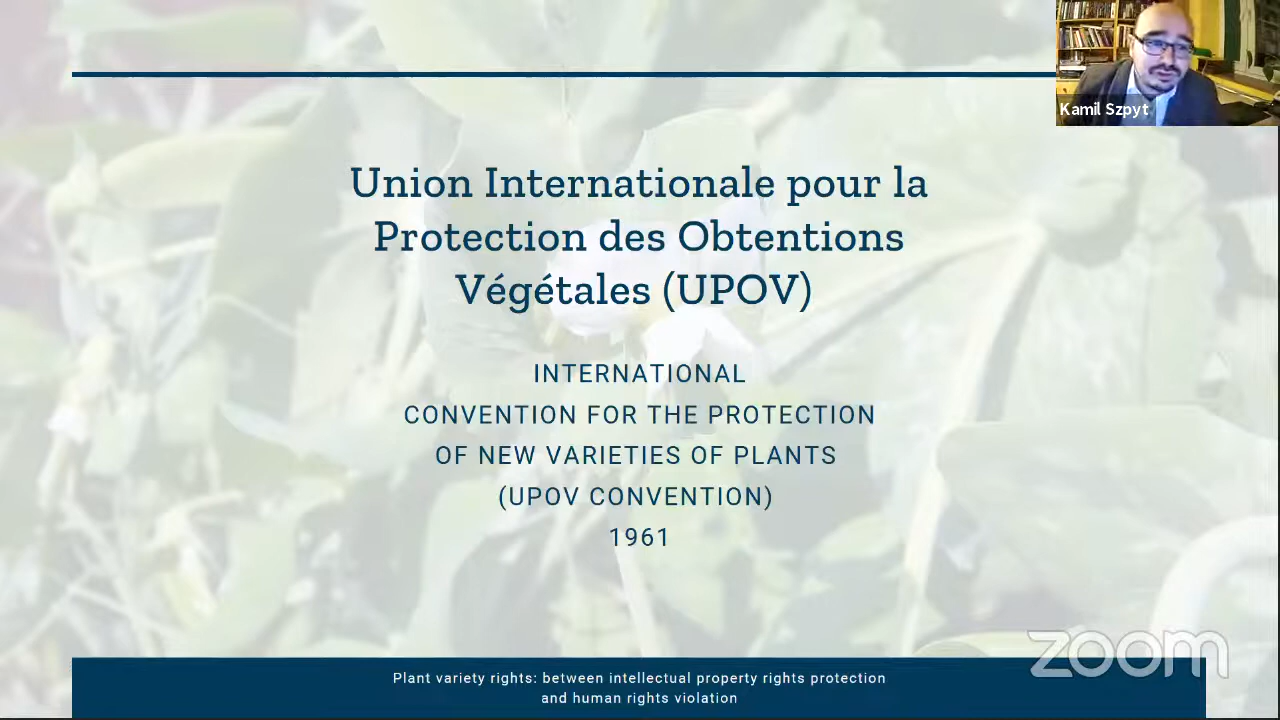 Kamil Szpyt
Union Internationale pour la
Protection des Obtentions
Végétales (UPOV)
INTERNATIONAL
CONVENTION FOR THE PROTECTION
OF NEW VARIETIES OF PLANTS
(UPOV CONVENTION)
1961
zoom
Plant variety rights: between intellectual property rights protection
and human rights violation